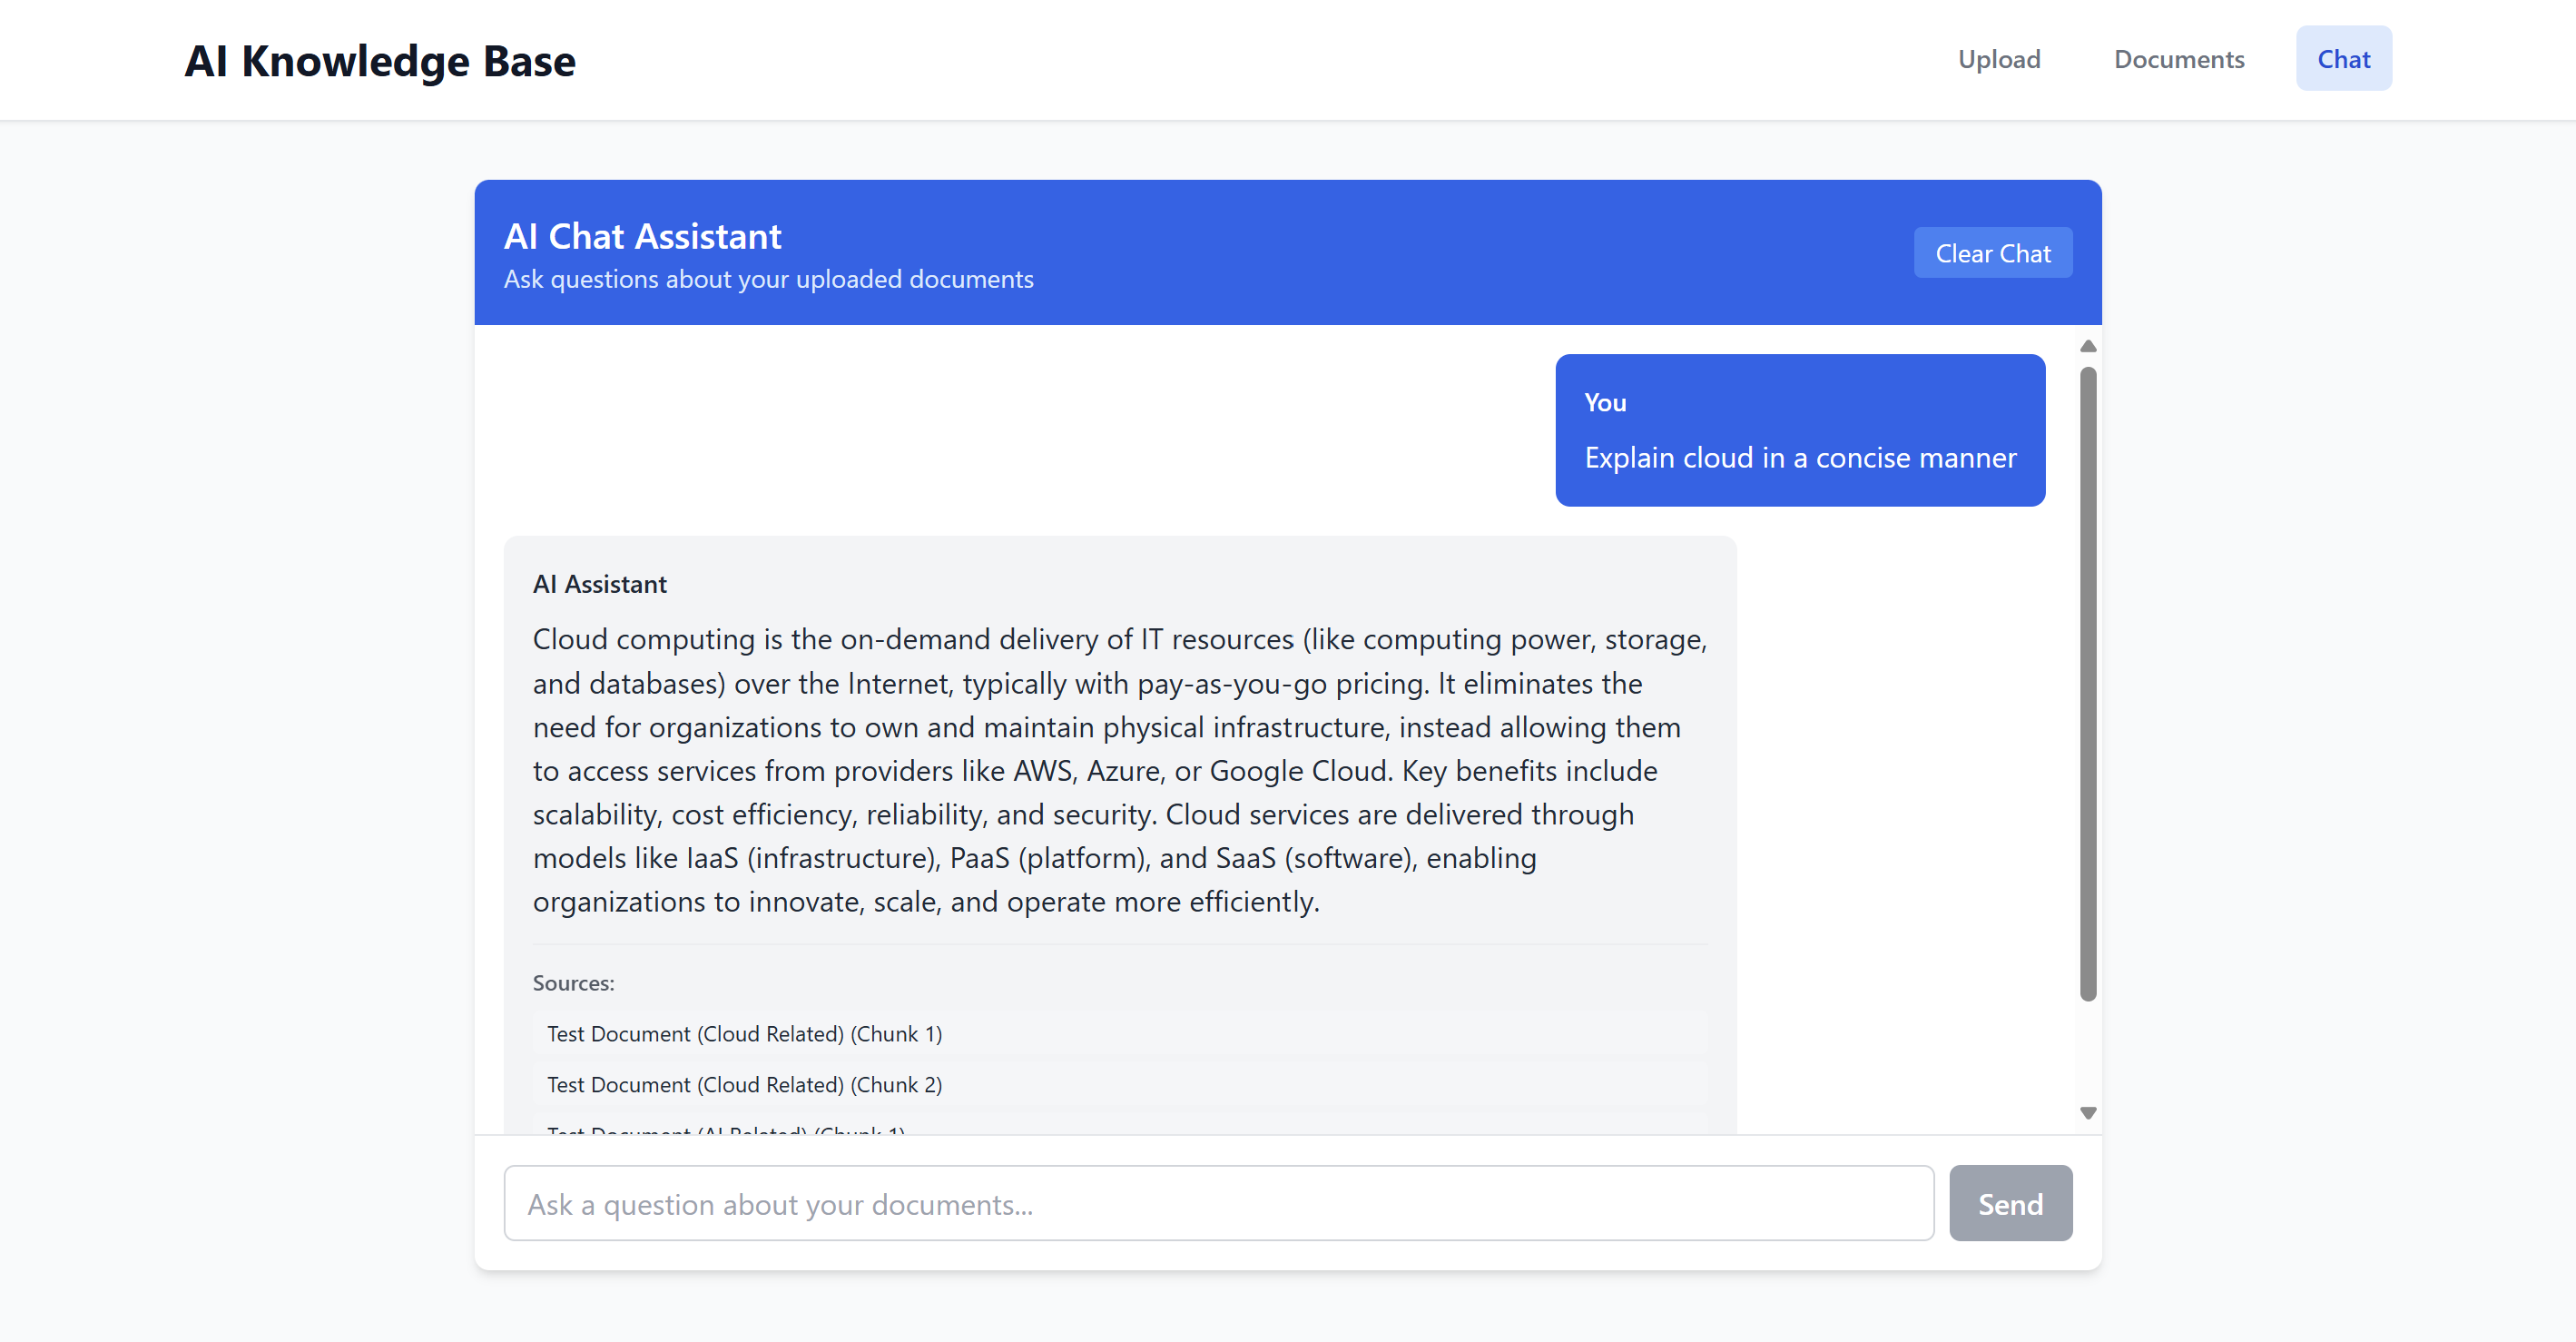 AI Knowledge Base
Upload
Documents
Chat
AI Chat Assistant
Ask questions about your uploaded documents
Clear Chat
You
Explain cloud in a concise manner
AI Assistant
Cloud computing is the on-demand delivery of IT resources (like computing power, storage,
and databases) over the Internet, typically with pay-as-you-go pricing. It eliminates the
need for organizations to own and maintain physical infrastructure, instead allowing them
to access services from providers like AWS, Azure, or Google Cloud. Key benefits include
scalability, cost efficiency, reliability, and security. Cloud services are delivered through
models like IaaS (infrastructure), PaaS (platform), and SaaS (software), enabling
organizations to innovate, scale, and operate more efficiently.
Sources:
Test Document (Cloud Related) (Chunk 1)
Test Document (Cloud Related) (Chunk 2)
Test Document (AI Related) (Chunk 1)
Ask a question about your documents...
Send